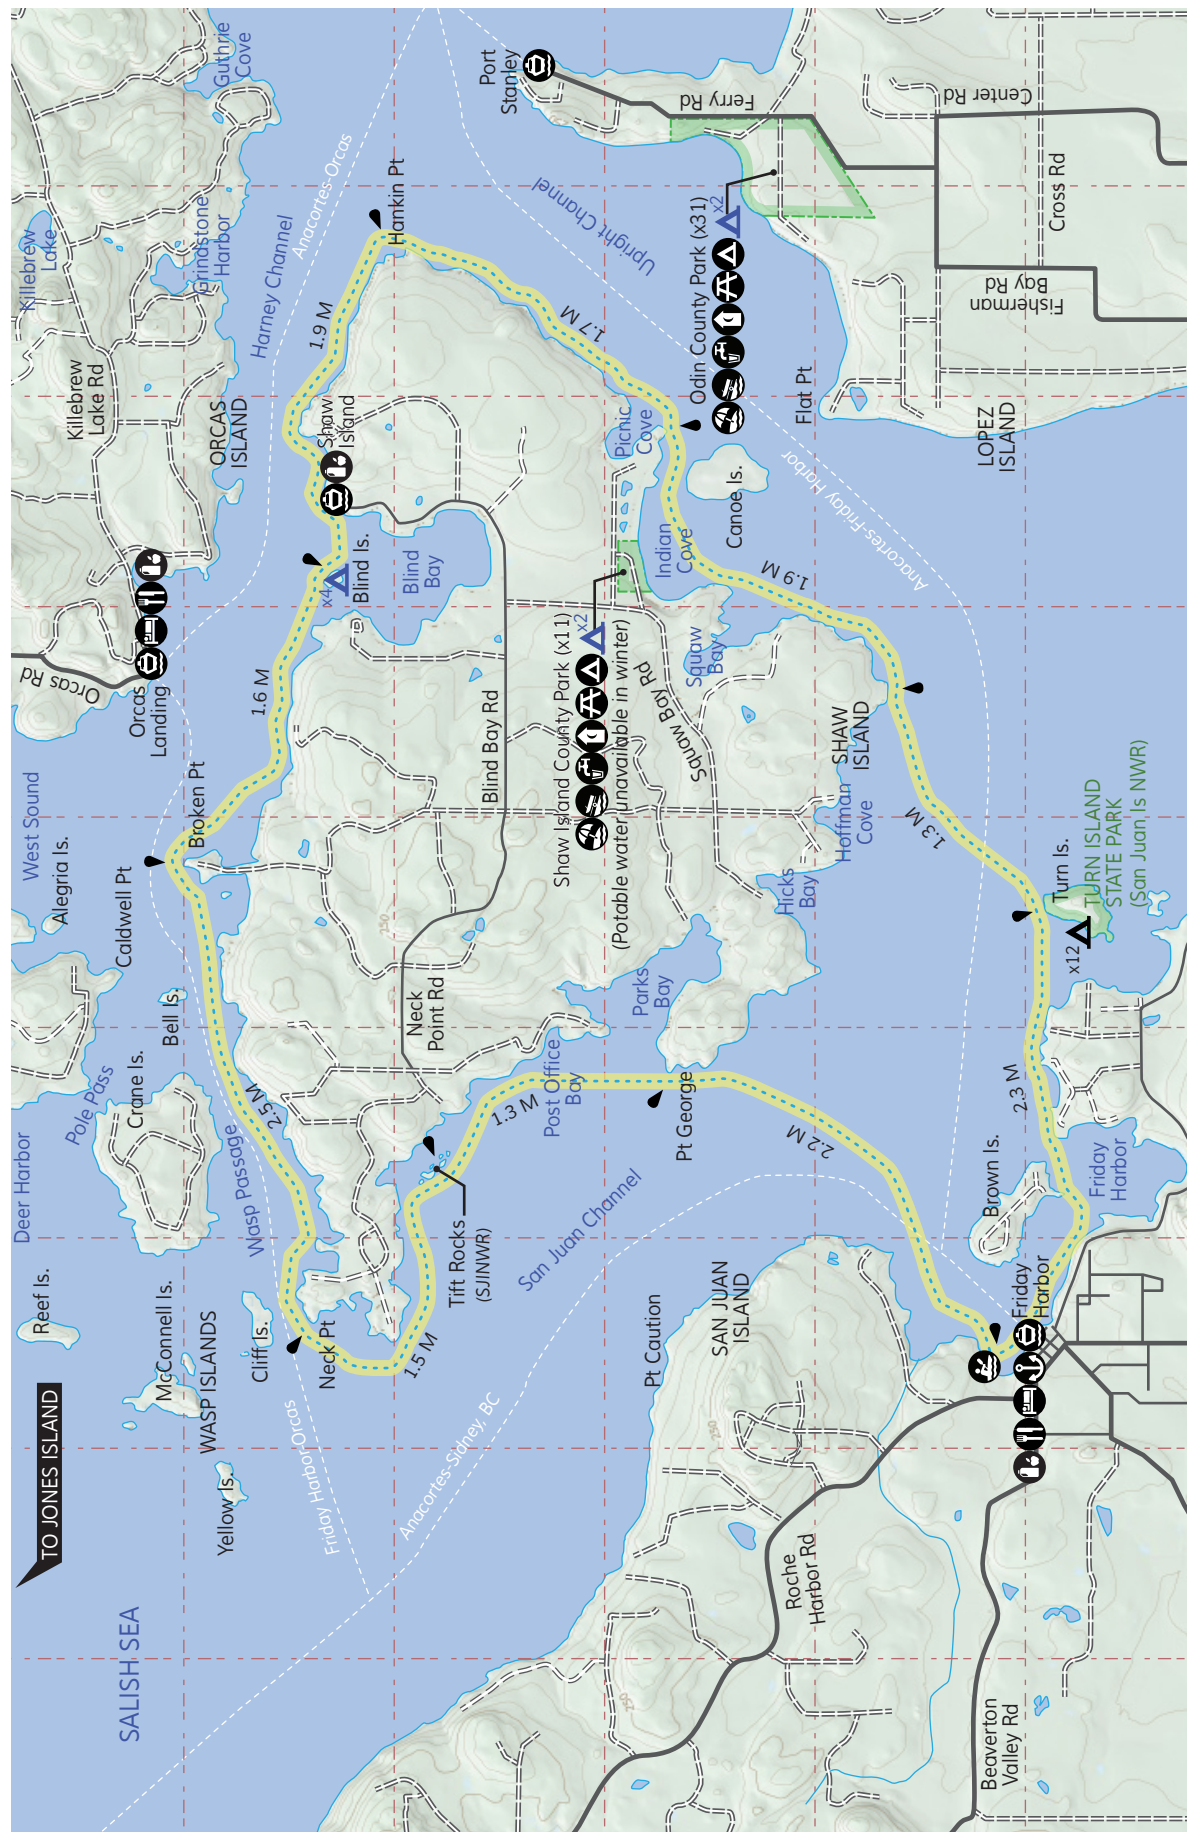 TO JONES ISLAND
SALISH SEA
Deer Harbor
Reef Is.
McConnell Is.
WASP ISLANDS
Yellow Is.
Cliff Is.
Neck Pt
Friday Harbor-Orcas
Anacortes-Sidney, BC
1.5 M
Wasp Passage
2.5 M
Pole Pass
Crane Is.
Bell Is.
Caldwell Pt
Alegria Is.
West Sound
Broken Pt
Orcas Rd
Orcas
Landing
1.6 M
x4
Blind Is.
Blind
Bay
Shaw
Island
ORCAS
ISLAND
Killebrew
Lake Rd
Killebrew
Lake
Grindstone
Harbor
Guthrie
Cove
Harney Channel
Anacortes-Orcas
1.9 M
Hankin Pt
Port
Stanley
Ferry Rd
Center Rd
Cross Rd
Fisherman
Bay Rd
Upright Channel
1.7 M
Odin County Park (x31)
x2
Flat Pt
LOPEZ
ISLAND
Picnic
Cove
Canoe Is.
Indian
Cove
Anacortes-Friday Harbor
1.9 M
Shaw Island County Park (x11)
x2
(Potable water unavailable in winter)
Squaw
Bay
Squaw Bay Rd
Blind Bay Rd
SHAW
ISLAND
Hoffman
Cove
Hicks
Bay
Parks
Bay
Neck
Point Rd
250
Post Office
Bay
1.3 M
Tift Rocks
(SJINWR)
San Juan Channel
Pt George
2.2 M
1.3 M
Turn Is.
TURN ISLAND
STATE PARK
(San Juan Is NWR)
x12
2.3 M
Brown Is.
Friday
Harbor
Friday
Harbor
SAN JUAN
ISLAND
Pt Caution
250
Roche
Harbor Rd
250
Beaverton
Valley Rd